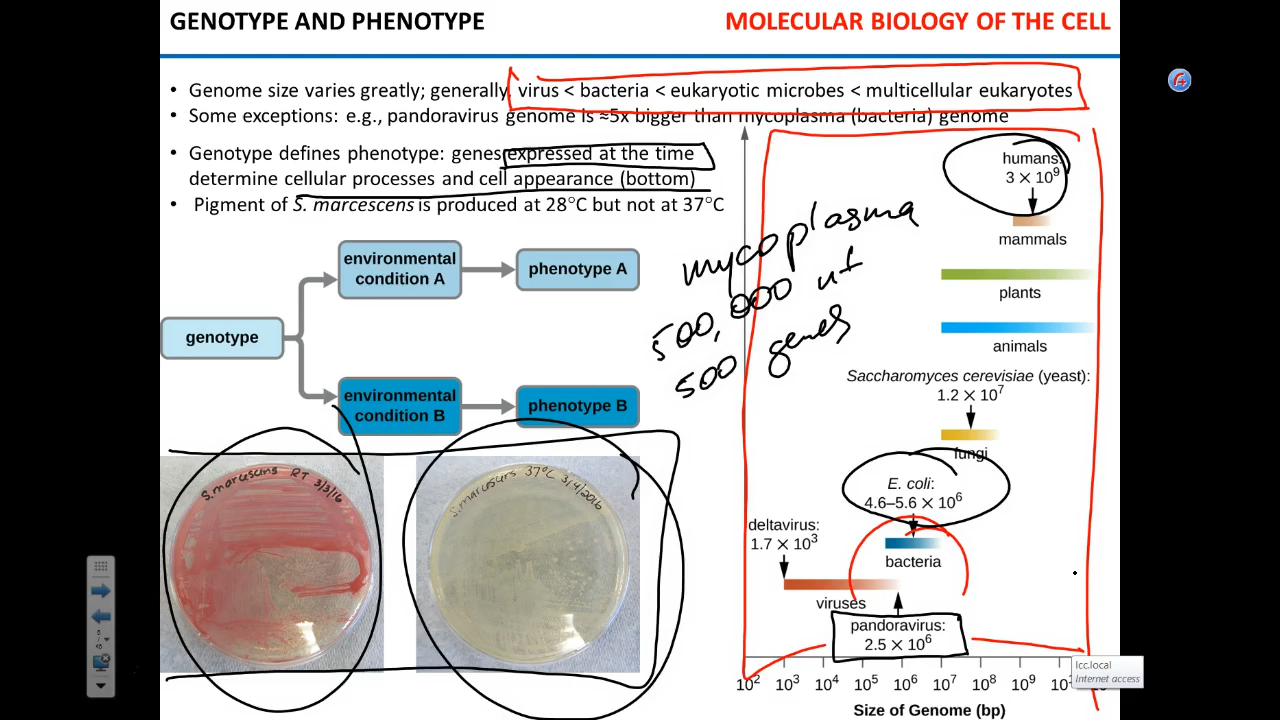 GENOTYPE AND PHENOTYPE
MOLECULAR BIOLOGY OF THE CELL
• Genome size varies greatly; generally, virus < bacteria < eukaryotic microbes < multicellular eukaryotes
• Some exceptions: e.g., pandoravirus genome is ≈5x bigger than mycoplasma (bacteria) genome
• Genotype defines phenotype: genes expressed at the time
determine cellular processes and cell appearance (bottom)
• Pigment of S. marcescens is produced at 28°C but not at 37°C
genotype
environmental
condition A
phenotype A
environmental
condition B
phenotype B
S. marcescens RT 3/3/16
S. marcescens 37°C 3/4/2016
mycoplasma
500,000 nt
500 genes
humans:
3 × 10⁹
mammals
plants
animals
Saccharomyces cerevisiae (yeast):
1.2 × 10⁷
fungi
E. coli:
4.6–5.6 × 10⁶
bacteria
deltavirus:
1.7 × 10³
viruses
pandoravirus:
2.5 × 10⁶
10² 10³ 10⁴ 10⁵ 10⁶ 10⁷ 10⁸ 10⁹
Size of Genome (bp)
lcc.local
Internet access